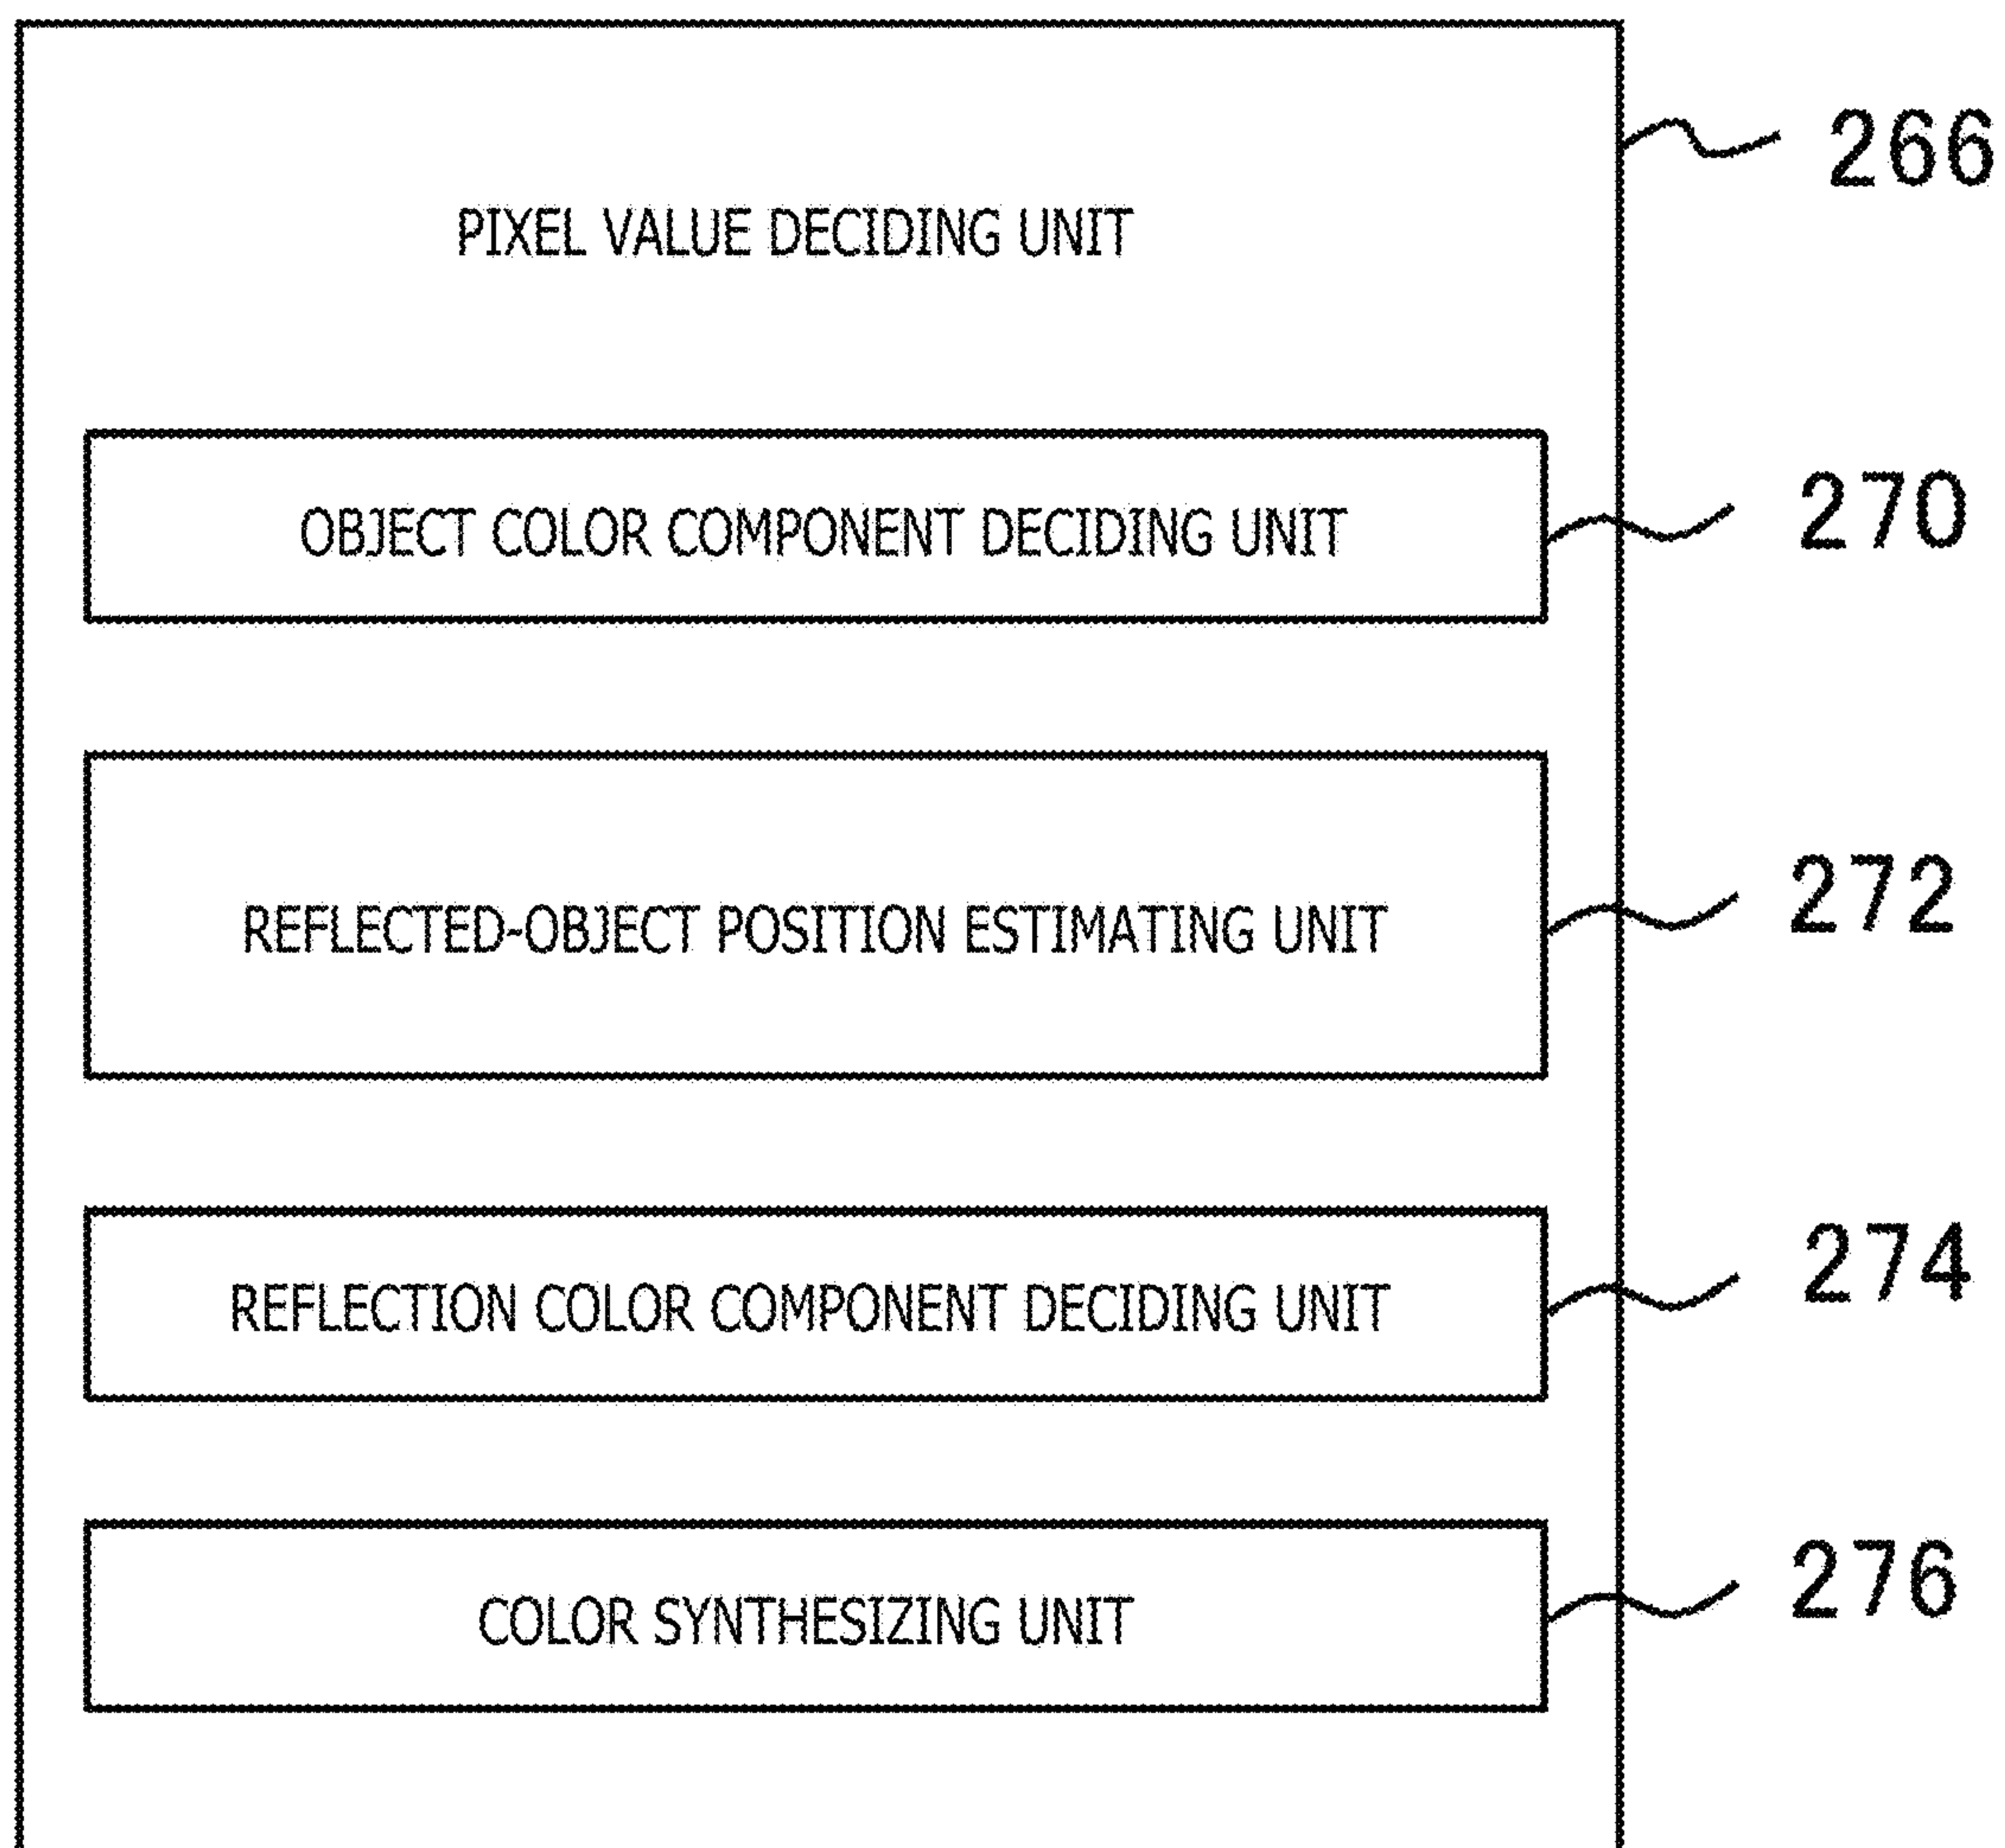 PIXEL VALUE DECIDING UNIT
266
OBJECT COLOR COMPONENT DECIDING UNIT
270
REFLECTED-OBJECT POSITION ESTIMATING UNIT
272
REFLECTION COLOR COMPONENT DECIDING UNIT
274
COLOR SYNTHESIZING UNIT
276